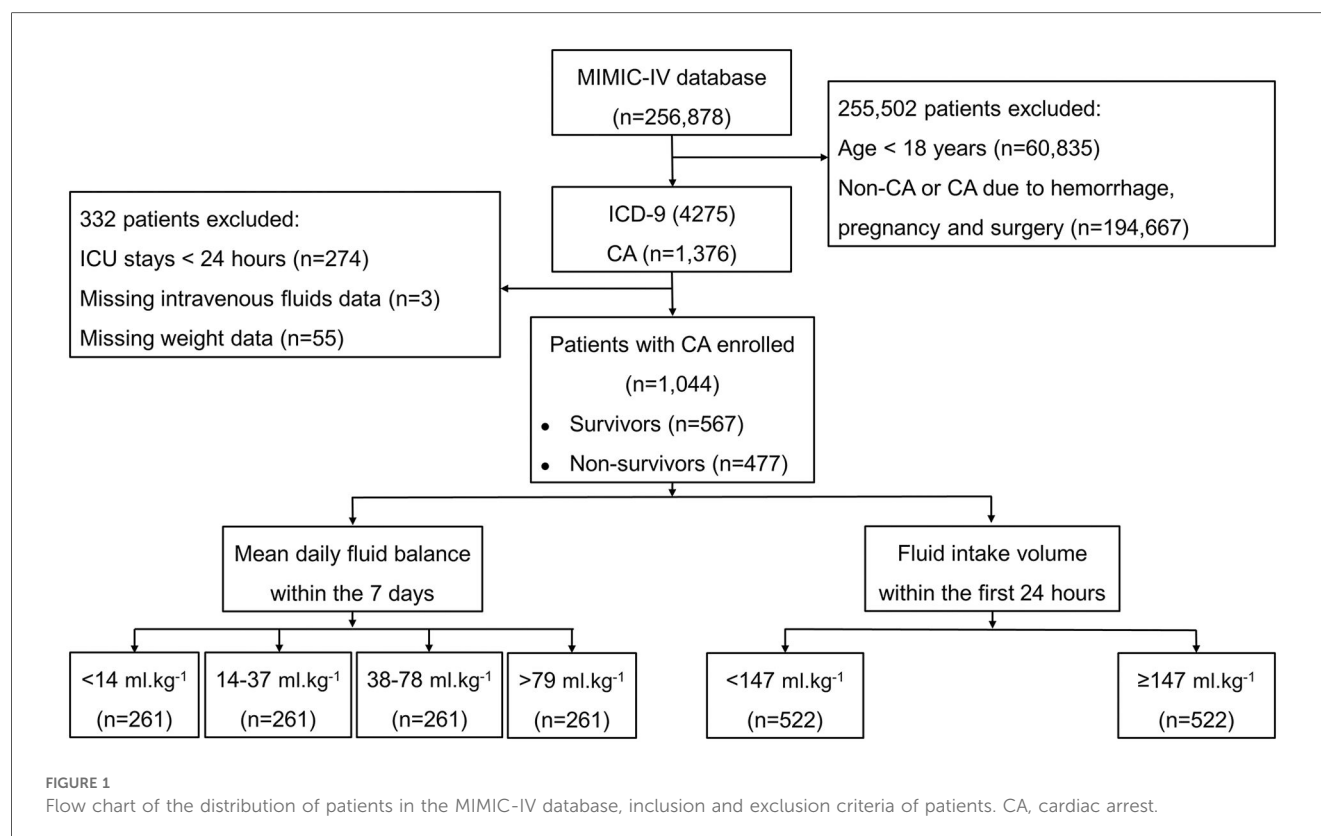 MIMIC-IV database
(n=256,878)
255,502 patients excluded:
Age < 18 years (n=60,835)
Non-CA or CA due to hemorrhage,
pregnancy and surgery (n=194,667)
ICD-9 (4275)
CA (n=1,376)
332 patients excluded:
ICU stays < 24 hours (n=274)
Missing intravenous fluids data (n=3)
Missing weight data (n=55)
Patients with CA enrolled
(n=1,044)
• Survivors (n=567)
• Non-survivors (n=477)
Mean daily fluid balance
within the 7 days
Fluid intake volume
within the first 24 hours
<14 ml.kg⁻¹
(n=261)
14-37 ml.kg⁻¹
(n=261)
38-78 ml.kg⁻¹
(n=261)
>79 ml.kg⁻¹
(n=261)
<147 ml.kg⁻¹
(n=522)
≥147 ml.kg⁻¹
(n=522)
FIGURE 1
Flow chart of the distribution of patients in the MIMIC-IV database, inclusion and exclusion criteria of patients. CA, cardiac arrest.